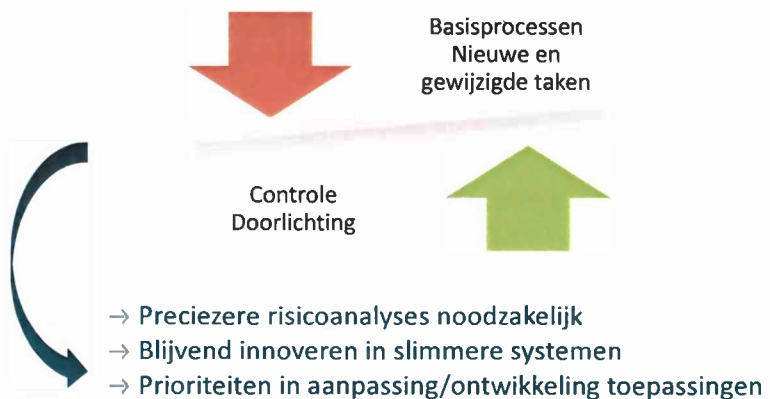 Basisprocessen
Nieuwe en
gewijzigde taken
Controle
Doorlichting
→ Preciezere risicoanalyses noodzakelijk
→ Blijvend innoveren in slimmere systemen
→ Prioriteiten in aanpassing/ontwikkeling toepassingen